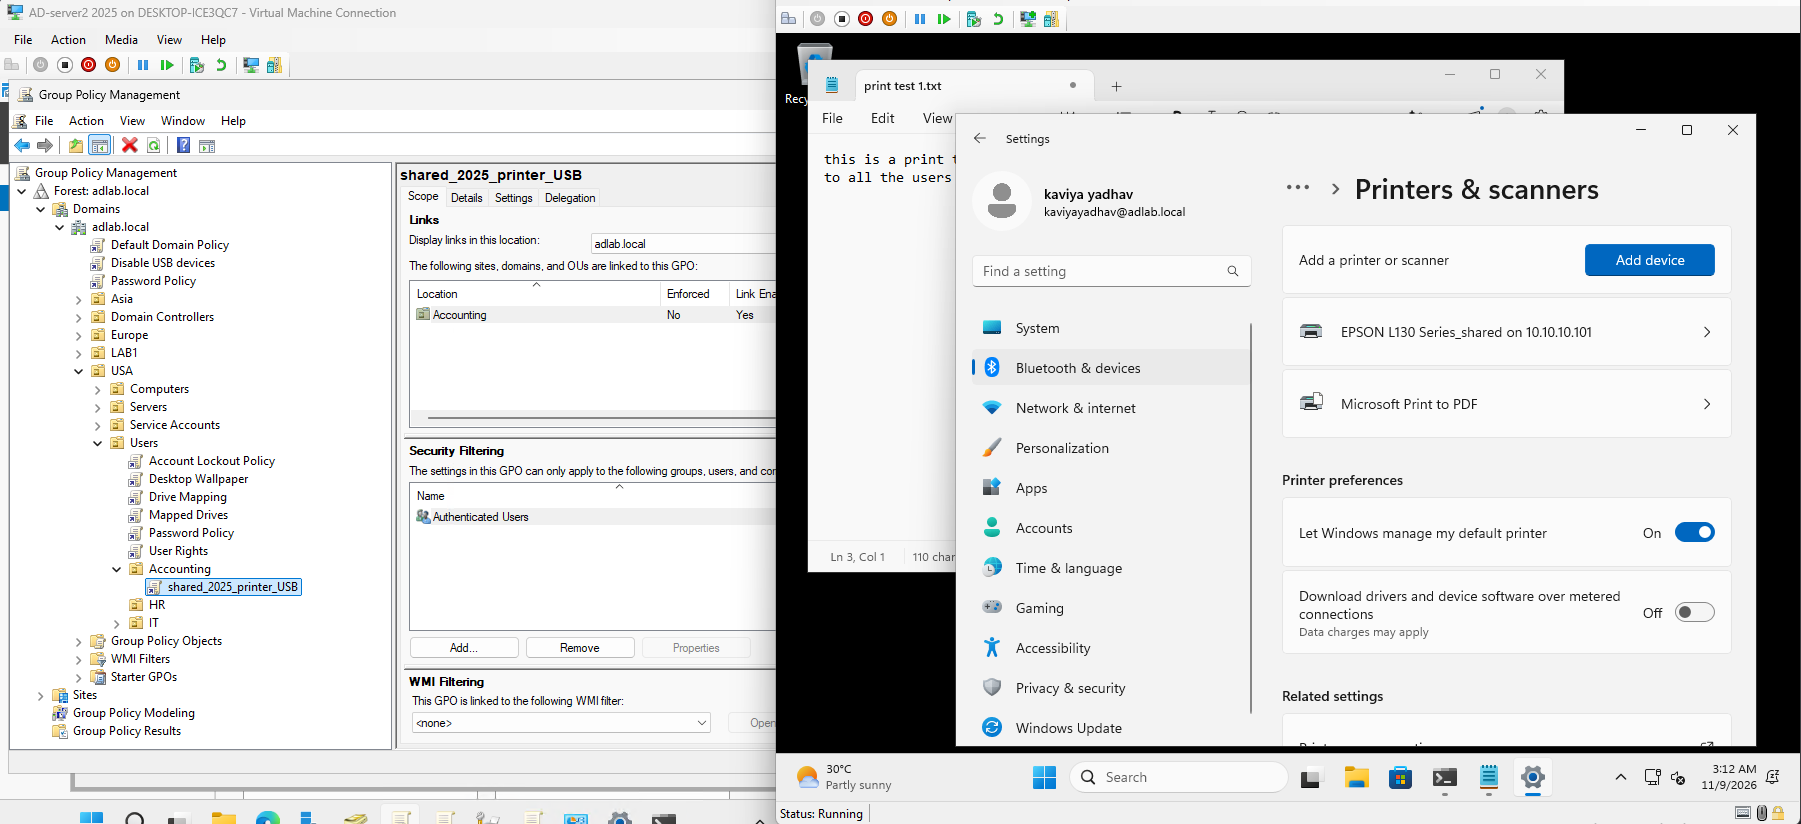 AD-server2 2025 on DESKTOP-ICE3QC7 - Virtual Machine Connection
File Action Media View Help
Group Policy Management
File Action View Window Help
Group Policy Management
Forest: adlab.local
Domains
adlab.local
Default Domain Policy
Disable USB devices
Password Policy
Asia
Domain Controllers
Europe
LAB1
USA
Computers
Servers
Service Accounts
Users
Account Lockout Policy
Desktop Wallpaper
Drive Mapping
Mapped Drives
Password Policy
User Rights
Accounting
shared_2025_printer_USB
HR
IT
Group Policy Objects
WMI Filters
Starter GPOs
Sites
Group Policy Modeling
Group Policy Results
shared_2025_printer_USB
Scope Details Settings Delegation
Links
Display links in this location: adlab.local
The following sites, domains, and OUs are linked to this GPO:
Location Enforced Link Ena
Accounting No Yes
Security Filtering
The settings in this GPO can only apply to the following groups, users, and con
Name
Authenticated Users
Add... Remove Properties
WMI Filtering
This GPO is linked to the following WMI filter:
<none> Open
Recy
print test 1.txt
File Edit View
this is a print t
to all the users
Ln 3, Col 1 110 char
Settings
kaviya yadhav
kaviyayadhav@adlab.local
Find a setting
System
Bluetooth & devices
Network & internet
Personalization
Apps
Accounts
Time & language
Gaming
Accessibility
Privacy & security
Windows Update
Printers & scanners
Add a printer or scanner Add device
EPSON L130 Series_shared on 10.10.10.101
Microsoft Print to PDF
Printer preferences
Let Windows manage my default printer On
Download drivers and device software over metered
connections
Data charges may apply
Off
Related settings
30°C
Partly sunny
Search
3:12 AM
11/9/2026
Status: Running